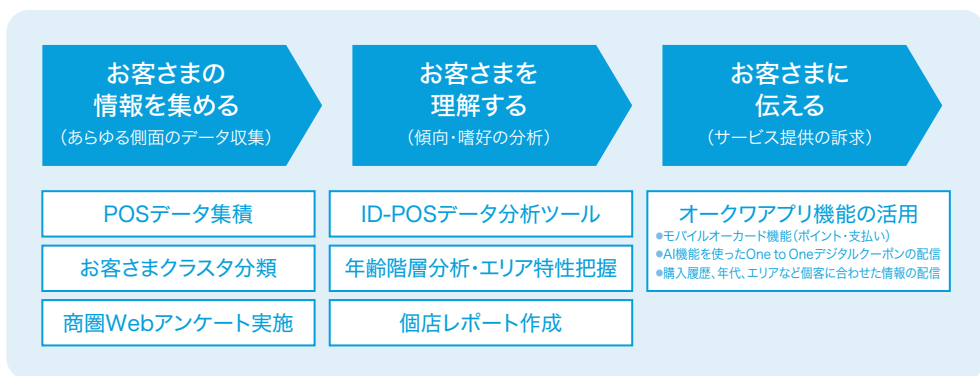 お客さまの
情報を集める
（あらゆる側面のデータ収集）
お客さまを
理解する
（傾向・嗜好の分析）
お客さまに
伝える
（サービス提供の訴求）
POSデータ集積
お客さまクラスタ分類
商圏Webアンケート実施
ID-POSデータ分析ツール
年齢階層分析・エリア特性把握
個店レポート作成
オークワアプリ機能の活用
●モバイルオーカード機能（ポイント・支払い）
●AI機能を使ったOne to Oneデジタルクーポンの配信
●購入履歴、年代、エリアなど個客に合わせた情報の配信